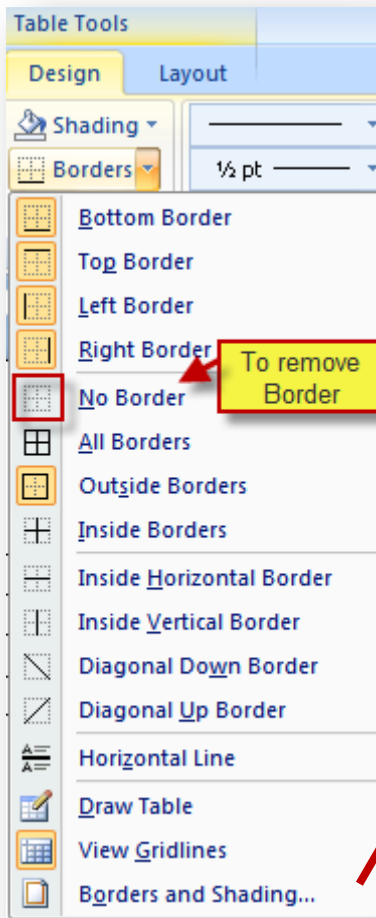 Table Tools
Design Layout
Shading
Borders ½ pt
Bottom Border
Top Border
Left Border
Right Border
To remove
Border
No Border
All Borders
Outside Borders
Inside Borders
Inside Horizontal Border
Inside Vertical Border
Diagonal Down Border
Diagonal Up Border
Horizontal Line
Draw Table
View Gridlines
Borders and Shading...